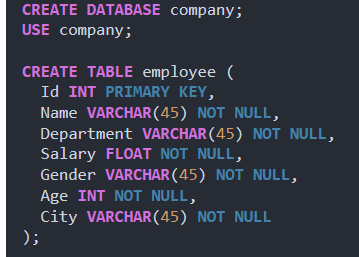 CREATE DATABASE company;
USE company;
CREATE TABLE employee (
Id INT PRIMARY KEY,
Name VARCHAR(45) NOT NULL,
Department VARCHAR(45) NOT NULL,
Salary FLOAT NOT NULL,
Gender VARCHAR(45) NOT NULL,
Age INT NOT NULL,
City VARCHAR(45) NOT NULL
);